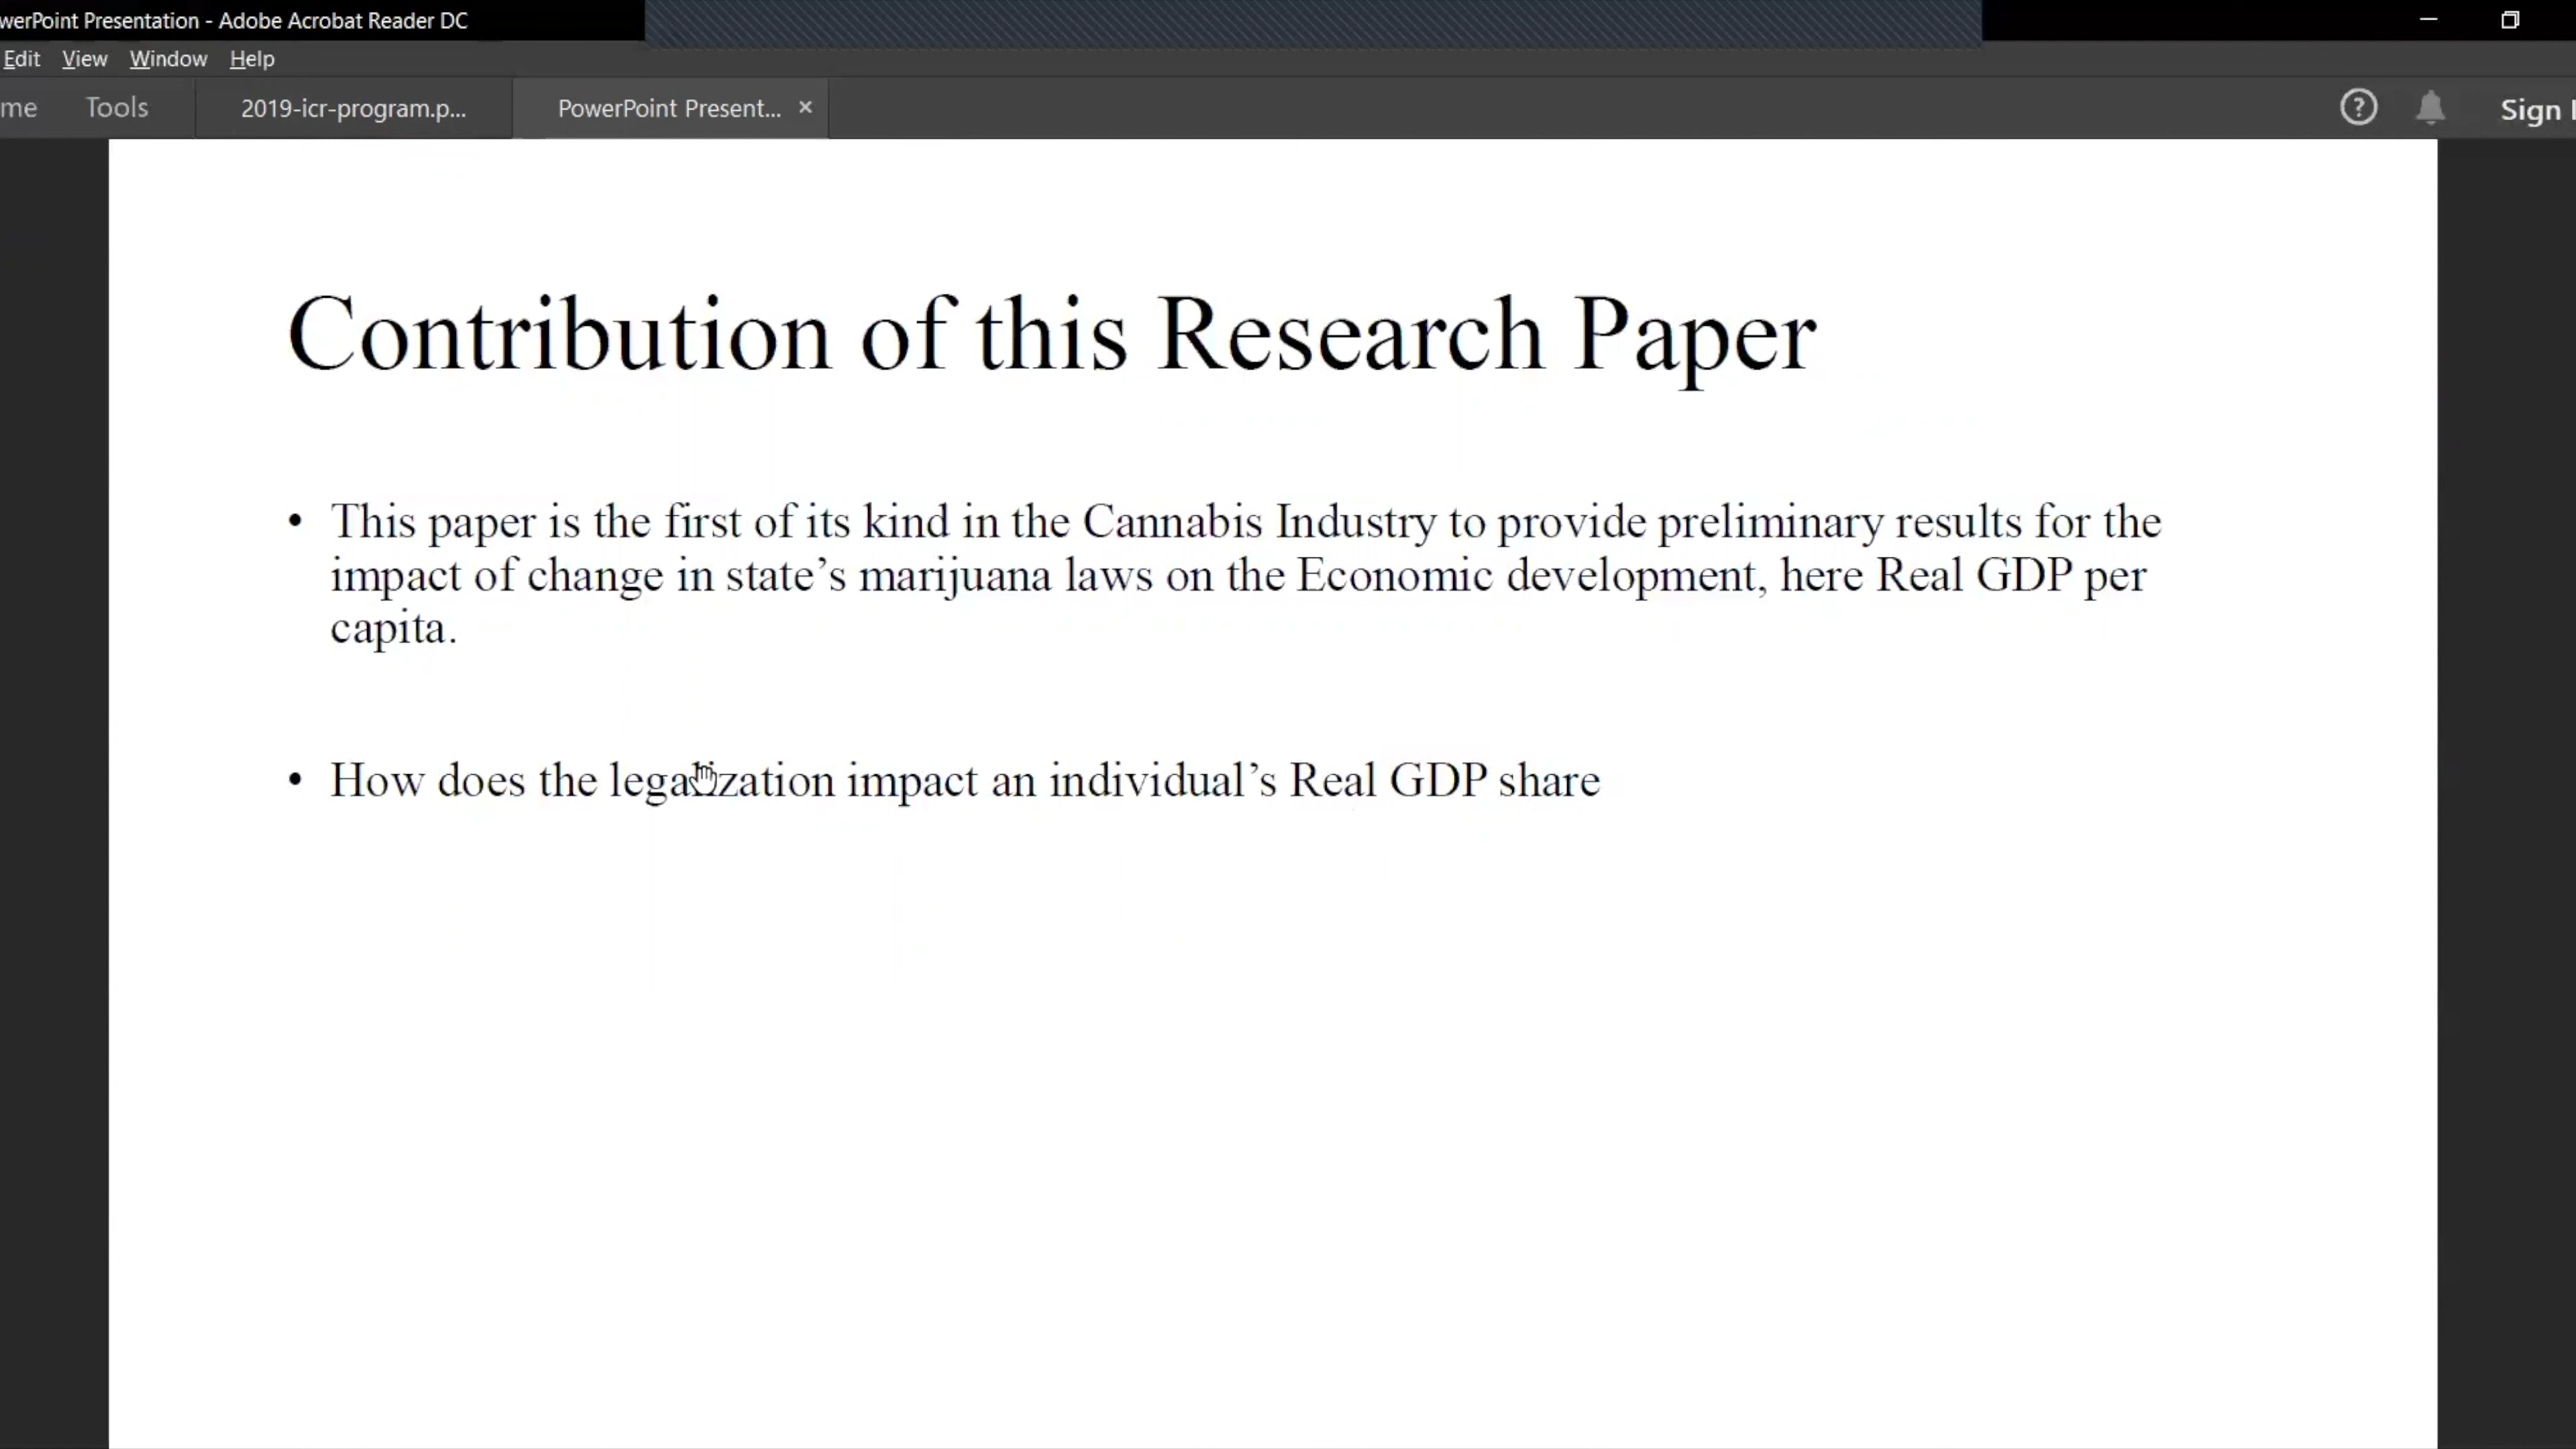 werPoint Presentation - Adobe Acrobat Reader DC
Edit View Window Help
me Tools 2019-icr-program.p... PowerPoint Present... × Sign I
Contribution of this Research Paper
• This paper is the first of its kind in the Cannabis Industry to provide preliminary results for the
impact of change in state’s marijuana laws on the Economic development, here Real GDP per
capita.
• How does the legalization impact an individual’s Real GDP share